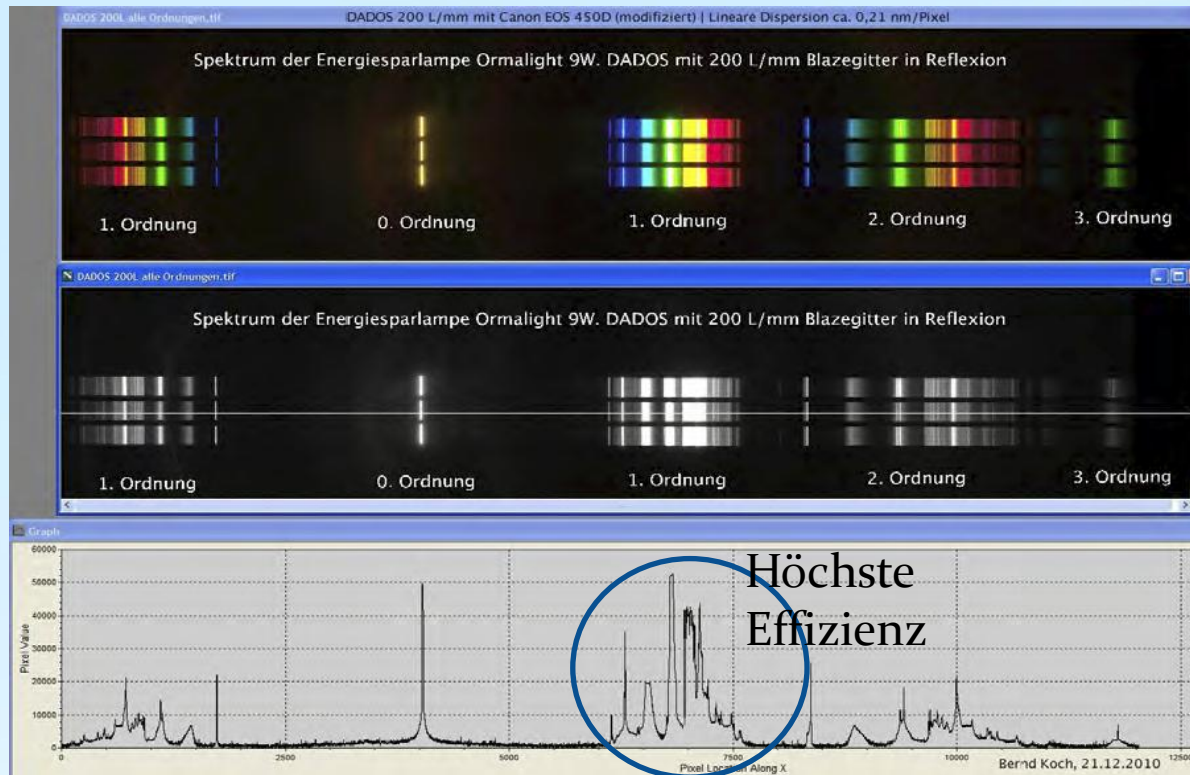 DADOS 200 L/mm mit Canon EOS 450D (modifiziert) | Lineare Dispersion ca. 0,21 nm/Pixel
DADOS 200L alle Ordnungen.tif
Spektrum der Energiesparlampe Ormalight 9W. DADOS mit 200 L/mm Blazegitter in Reflexion
1. Ordnung 0. Ordnung 1. Ordnung 2. Ordnung 3. Ordnung
DADOS 200L alle Ordnungen.tif
Spektrum der Energiesparlampe Ormalight 9W. DADOS mit 200 L/mm Blazegitter in Reflexion
1. Ordnung 0. Ordnung 1. Ordnung 2. Ordnung 3. Ordnung
Graph
60000
50000
40000
30000
20000
10000
0
Pixel Value
Höchste
Effizienz
2500 5000 7500 10000 12500
Pixel Location Along X
Bernd Koch, 21.12.2010